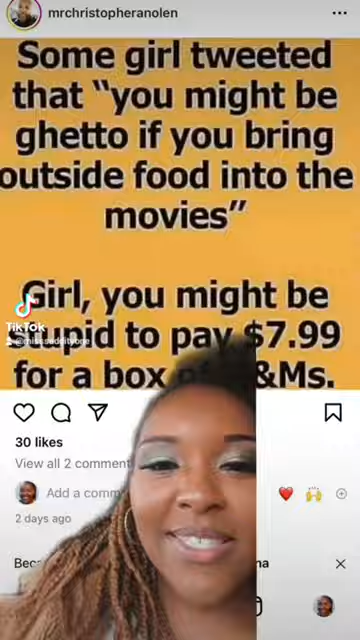 mrchristopheranolen
Some girl tweeted
that “you might be
ghetto if you bring
outside food into the
movies”
Girl, you might be
stupid to pay $7.99
for a box &Ms.
TikTok
30 likes
View all 2 comment
Add a comm
2 days ago
Beca